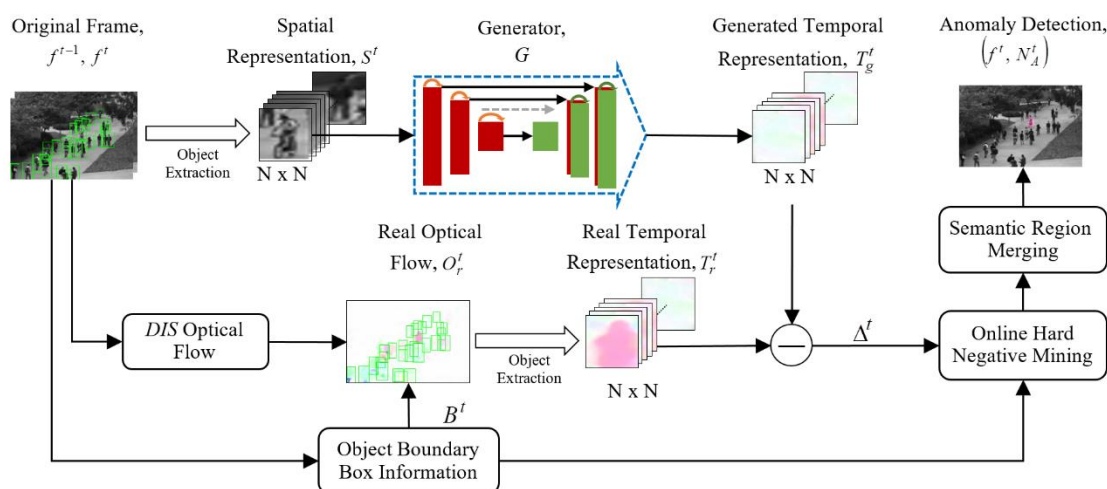 Original Frame,
f^{t-1}, f^t
Spatial
Representation, S^t
Generator,
G
Generated Temporal
Representation, T_g^t
Anomaly Detection,
(f^t, N_A^t)
Object
Extraction
N x N
N x N
Real Optical
Flow, O_r^t
Real Temporal
Representation, T_r^t
Semantic Region
Merging
DIS Optical
Flow
Object
Extraction
N x N
−
Δ^t
Online Hard
Negative Mining
B^t
Object Boundary
Box Information